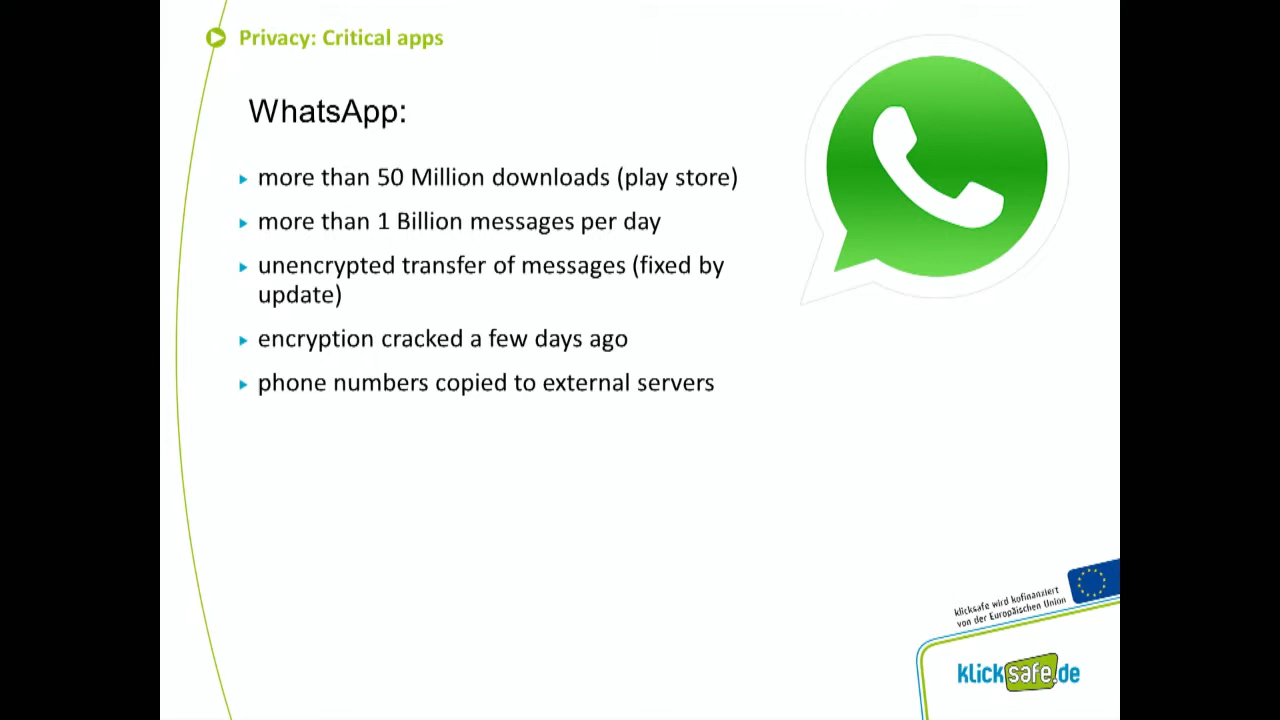 Privacy: Critical apps
WhatsApp:
more than 50 Million downloads (play store)
more than 1 Billion messages per day
unencrypted transfer of messages (fixed by
update)
encryption cracked a few days ago
phone numbers copied to external servers
klicksafe wird kofinanziert
von der Europäischen Union
klicksafe.de